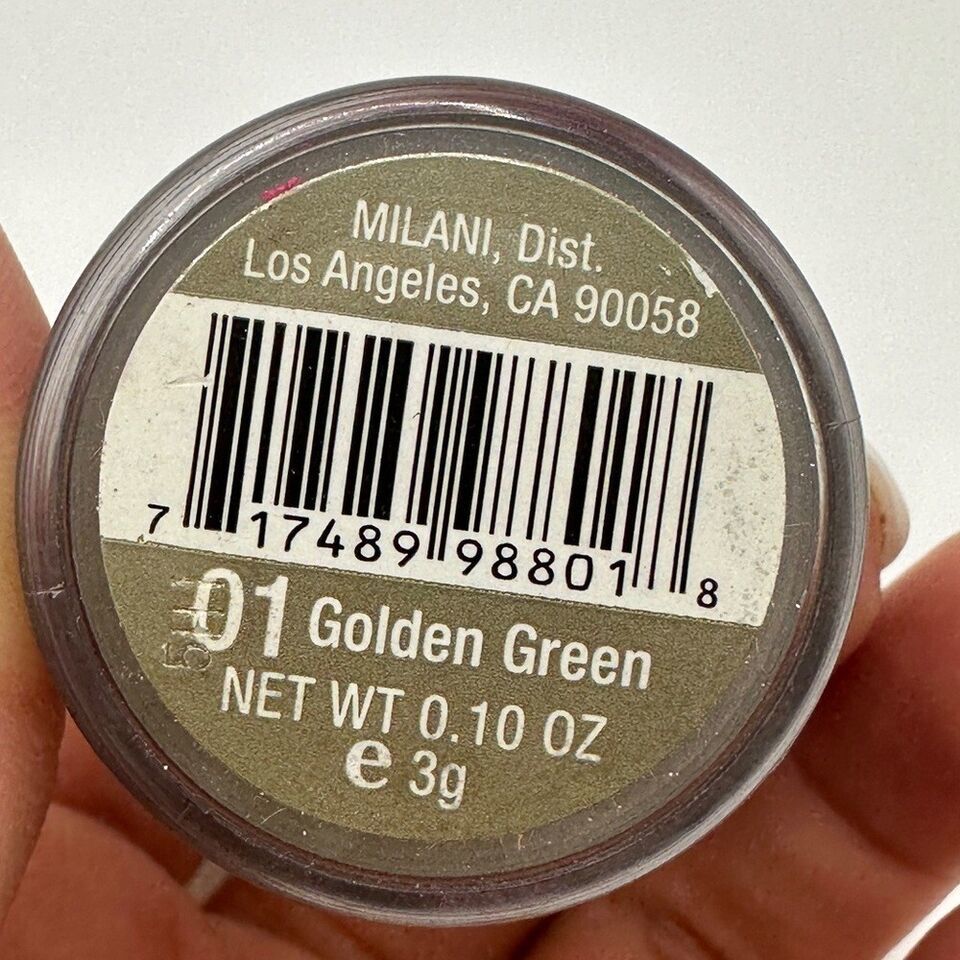 MILANI, Dist.
Los Angeles, CA 90058
7 17489 98801 8
01 Golden Green
NET WT 0.10 OZ
e 3g